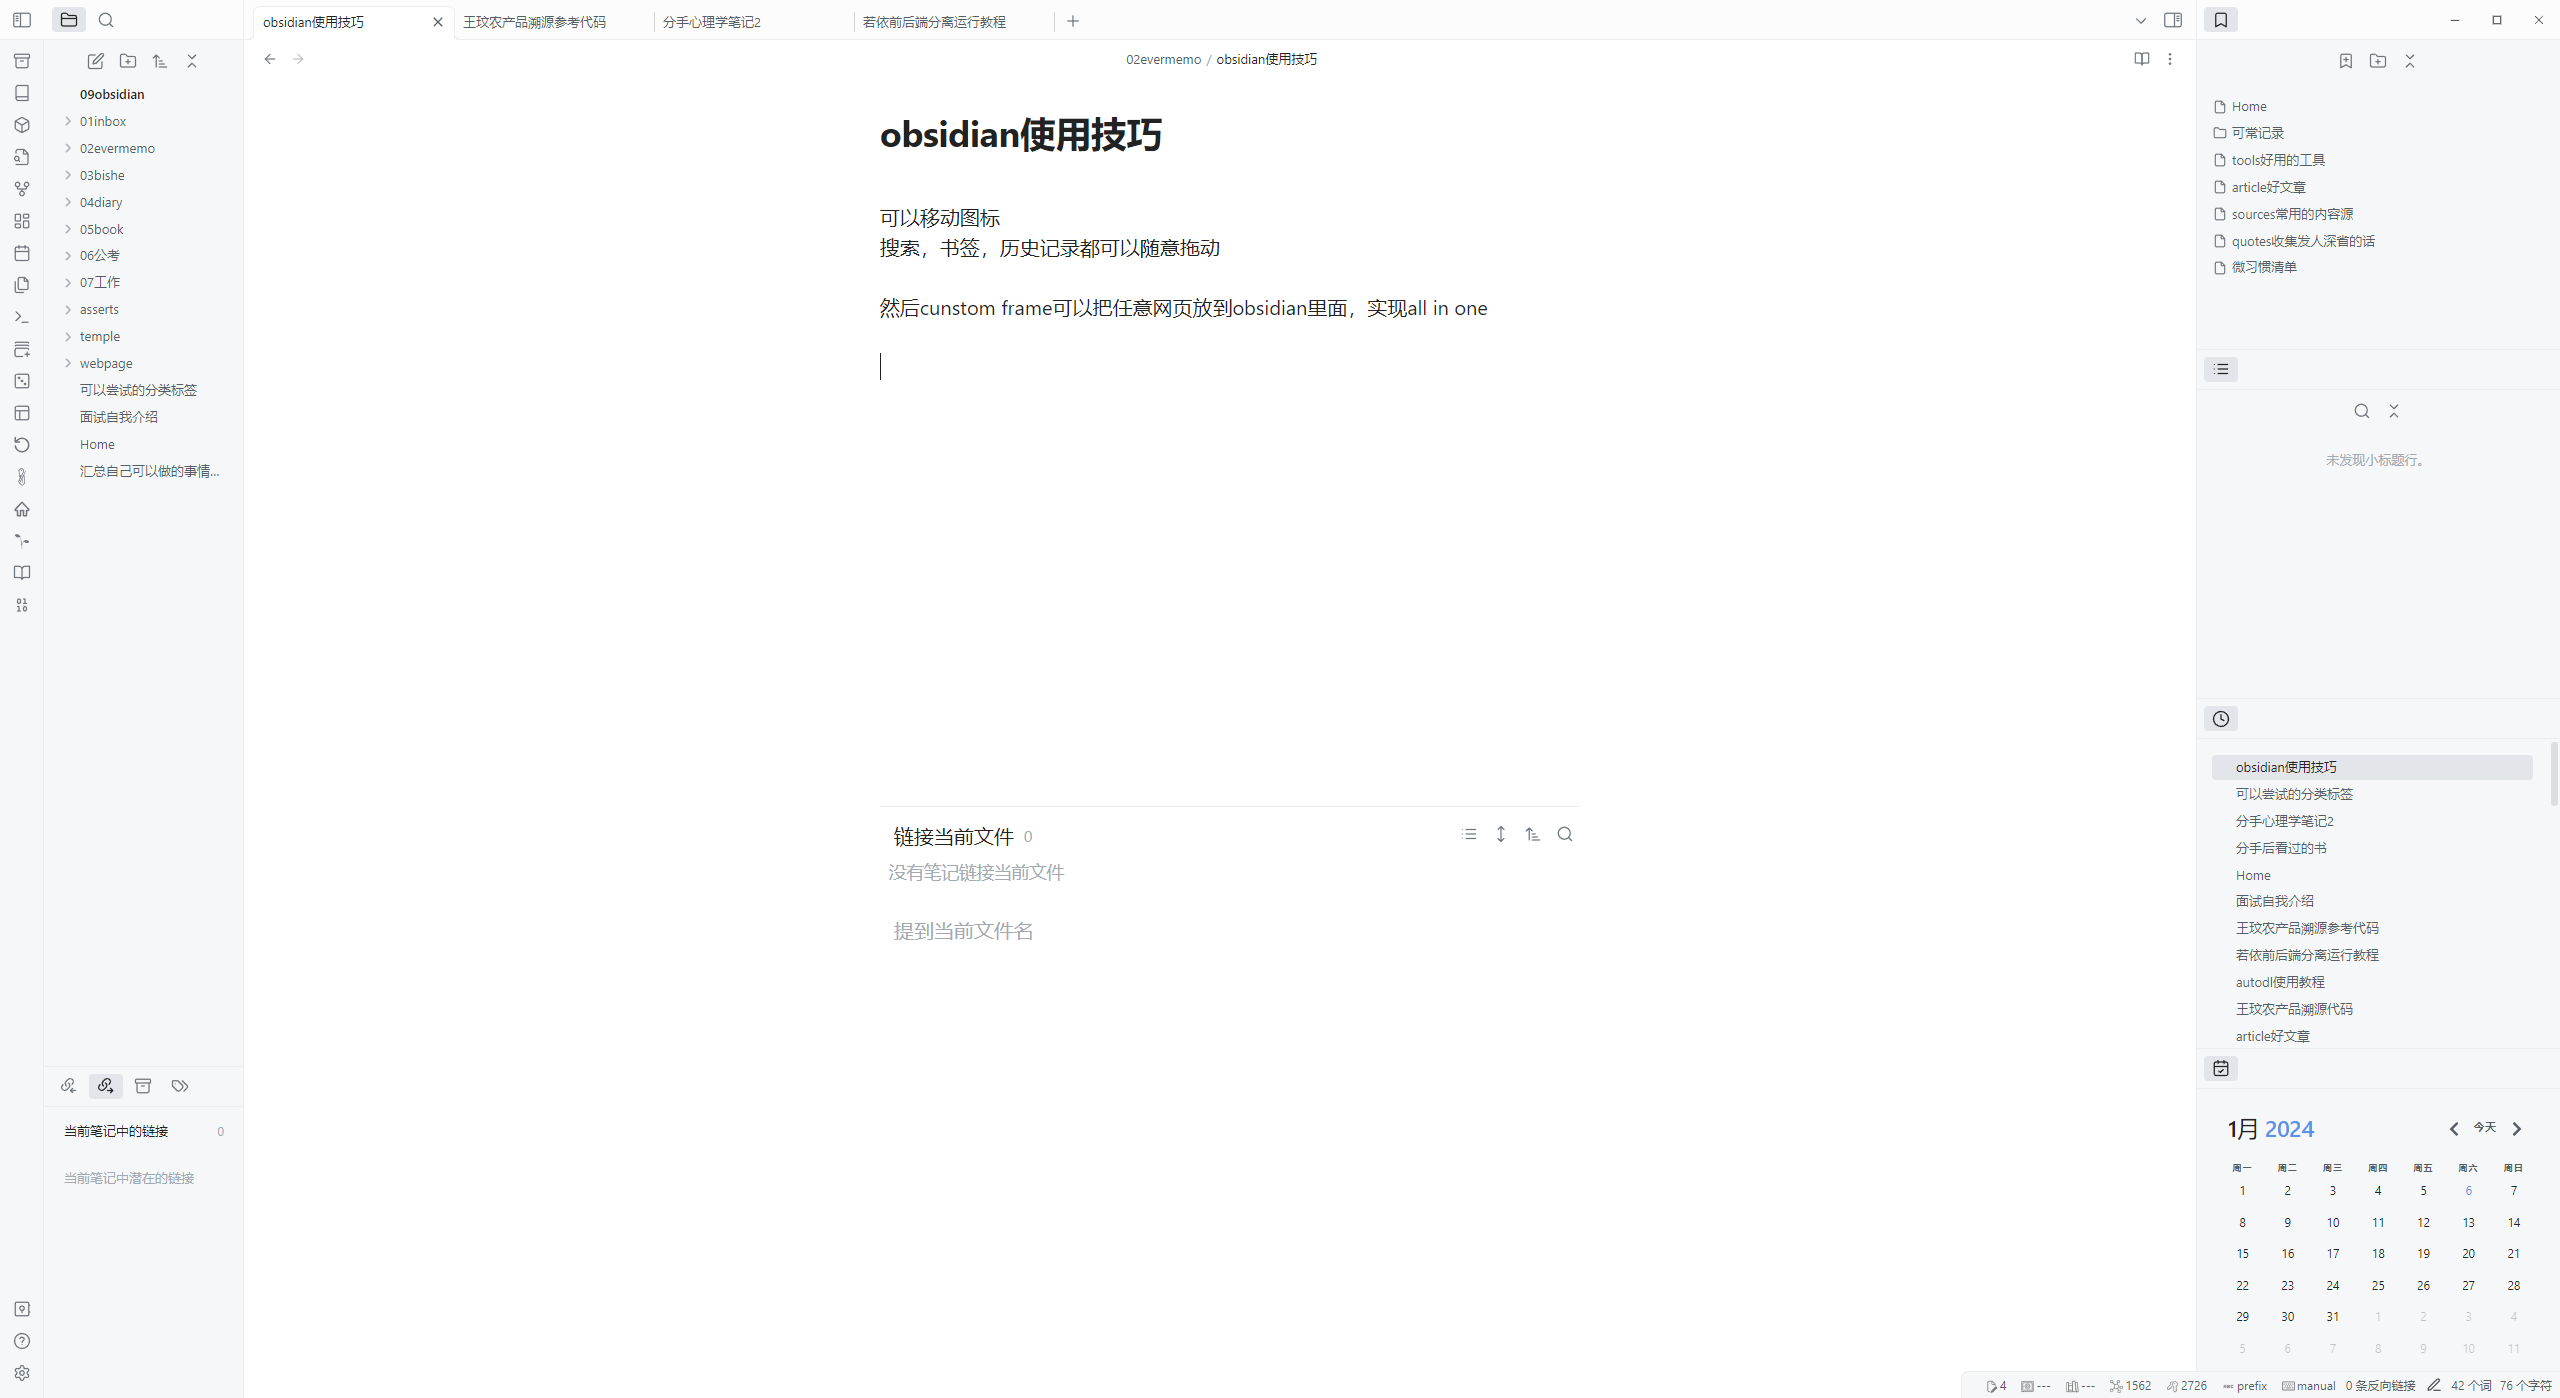 obsidian使用技巧
王玟农产品溯源参考代码
分手心理学笔记2
若依前后端分离运行教程
09obsidian
01inbox
02evermemo
03bishe
04diary
05book
06公考
07工作
asserts
temple
webpage
可以尝试的分类标签
面试自我介绍
Home
汇总自己可以做的事情...
当前笔记中的链接 0
当前笔记中潜在的链接
02evermemo / obsidian使用技巧
obsidian使用技巧
可以移动图标
搜索，书签，历史记录都可以随意拖动
然后cunstom frame可以把任意网页放到obsidian里面，实现all in one
链接当前文件 0
没有笔记链接当前文件
提到当前文件名
Home
可常记录
tools好用的工具
article好文章
sources常用的内容源
quotes收集发人深省的话
微习惯清单
未发现小标题行。
obsidian使用技巧
可以尝试的分类标签
分手心理学笔记2
分手后看过的书
Home
面试自我介绍
王玟农产品溯源参考代码
若依前后端分离运行教程
autodl使用教程
王玟农产品溯源代码
article好文章
1月 2024 今天
周一 周二 周三 周四 周五 周六 周日
1 2 3 4 5 6 7
8 9 10 11 12 13 14
15 16 17 18 19 20 21
22 23 24 25 26 27 28
29 30 31 1 2 3 4
5 6 7 8 9 10 11
4 --- --- 1562 2726 prefix manual 0 条反向链接 42 个词 76 个字符